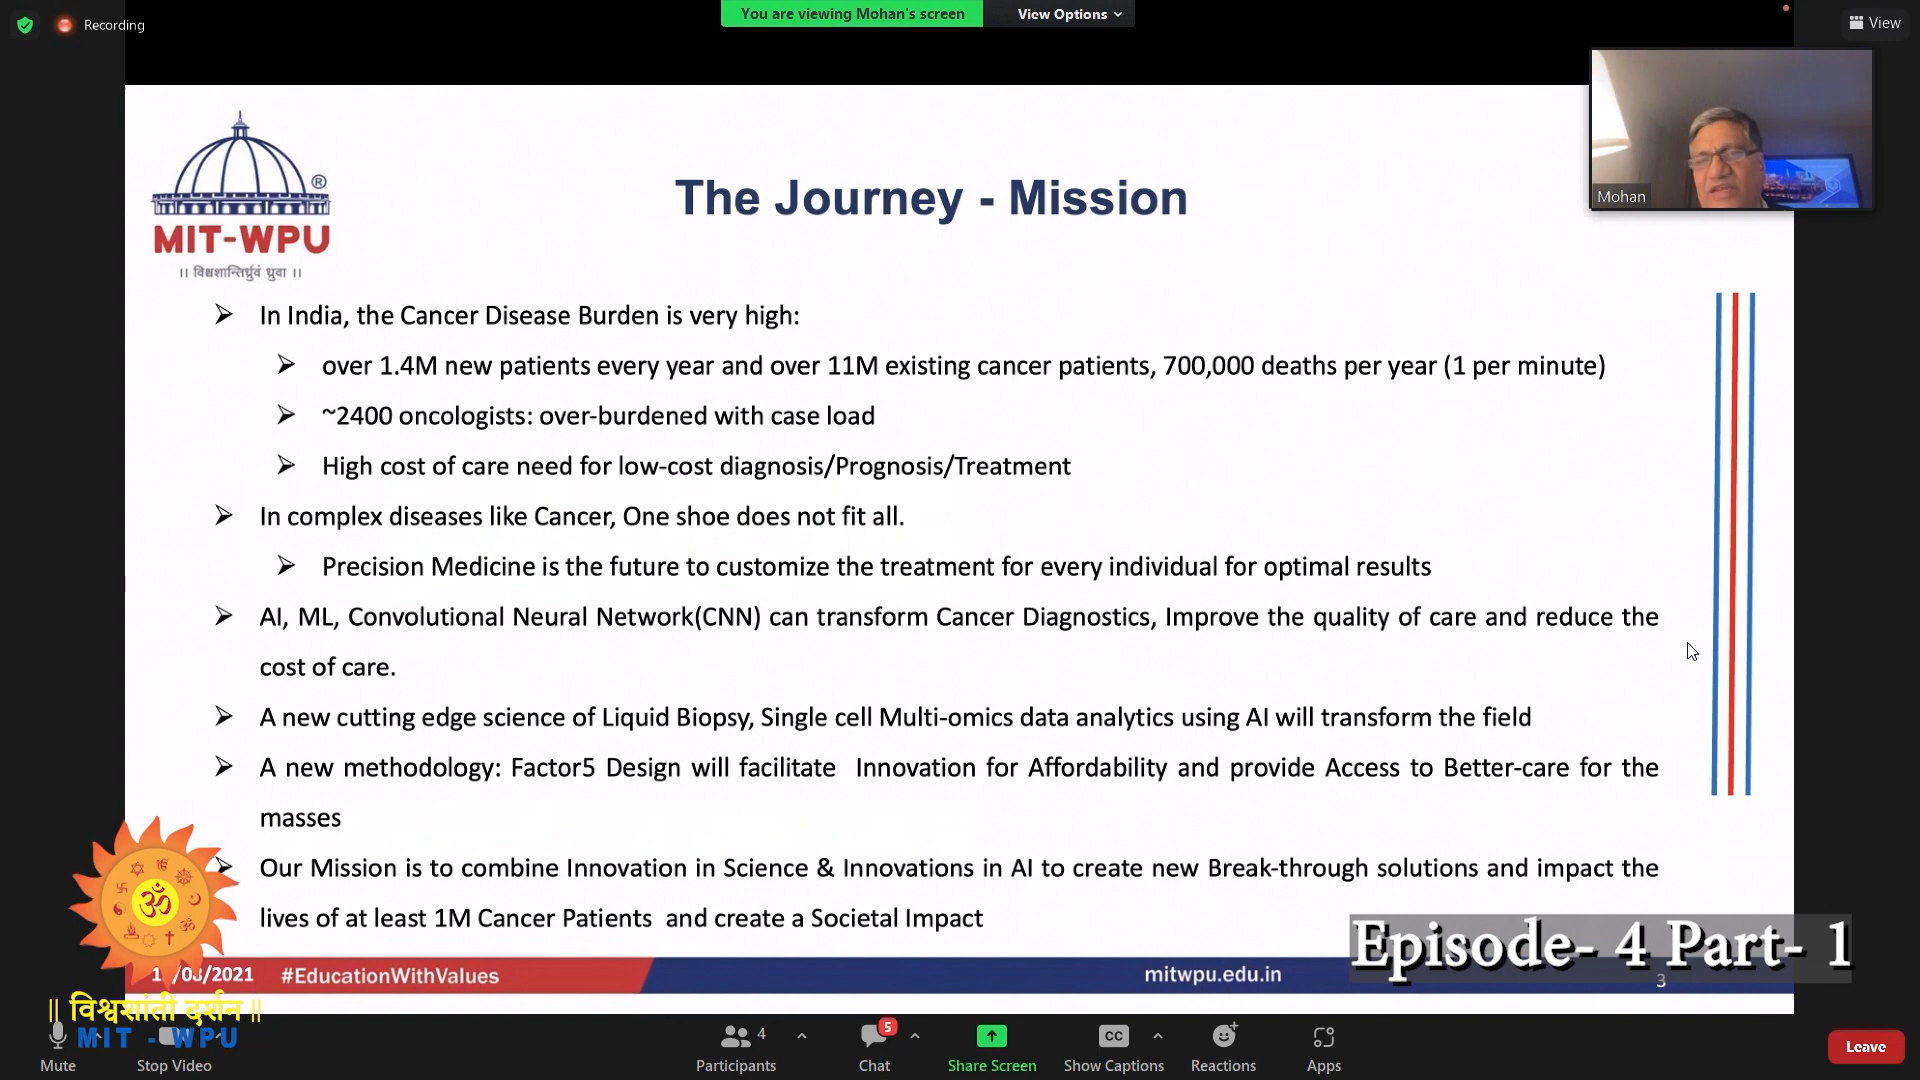 Recording
You are viewing Mohan's screen
View Options
View
Mohan
®
MIT-WPU
॥ विश्वशान्तिर्ध्रुवं ध्रुवा ॥
The Journey - Mission
In India, the Cancer Disease Burden is very high:
over 1.4M new patients every year and over 11M existing cancer patients, 700,000 deaths per year (1 per minute)
~2400 oncologists: over-burdened with case load
High cost of care need for low-cost diagnosis/Prognosis/Treatment
In complex diseases like Cancer, One shoe does not fit all.
Precision Medicine is the future to customize the treatment for every individual for optimal results
AI, ML, Convolutional Neural Network(CNN) can transform Cancer Diagnostics, Improve the quality of care and reduce the
cost of care.
A new cutting edge science of Liquid Biopsy, Single cell Multi-omics data analytics using AI will transform the field
A new methodology: Factor5 Design will facilitate Innovation for Affordability and provide Access to Better-care for the
masses
Our Mission is to combine Innovation in Science & Innovations in AI to create new Break-through solutions and impact the
lives of at least 1M Cancer Patients and create a Societal Impact
ॐ
Episode- 4 Part- 1
#EducationWithValues
mitwpu.edu.in
3
|| विश्वशांती दर्शन ||
MIT - WPU
Mute
Stop Video
4
Participants
5
Chat
Share Screen
CC
Show Captions
Reactions
Apps
Leave